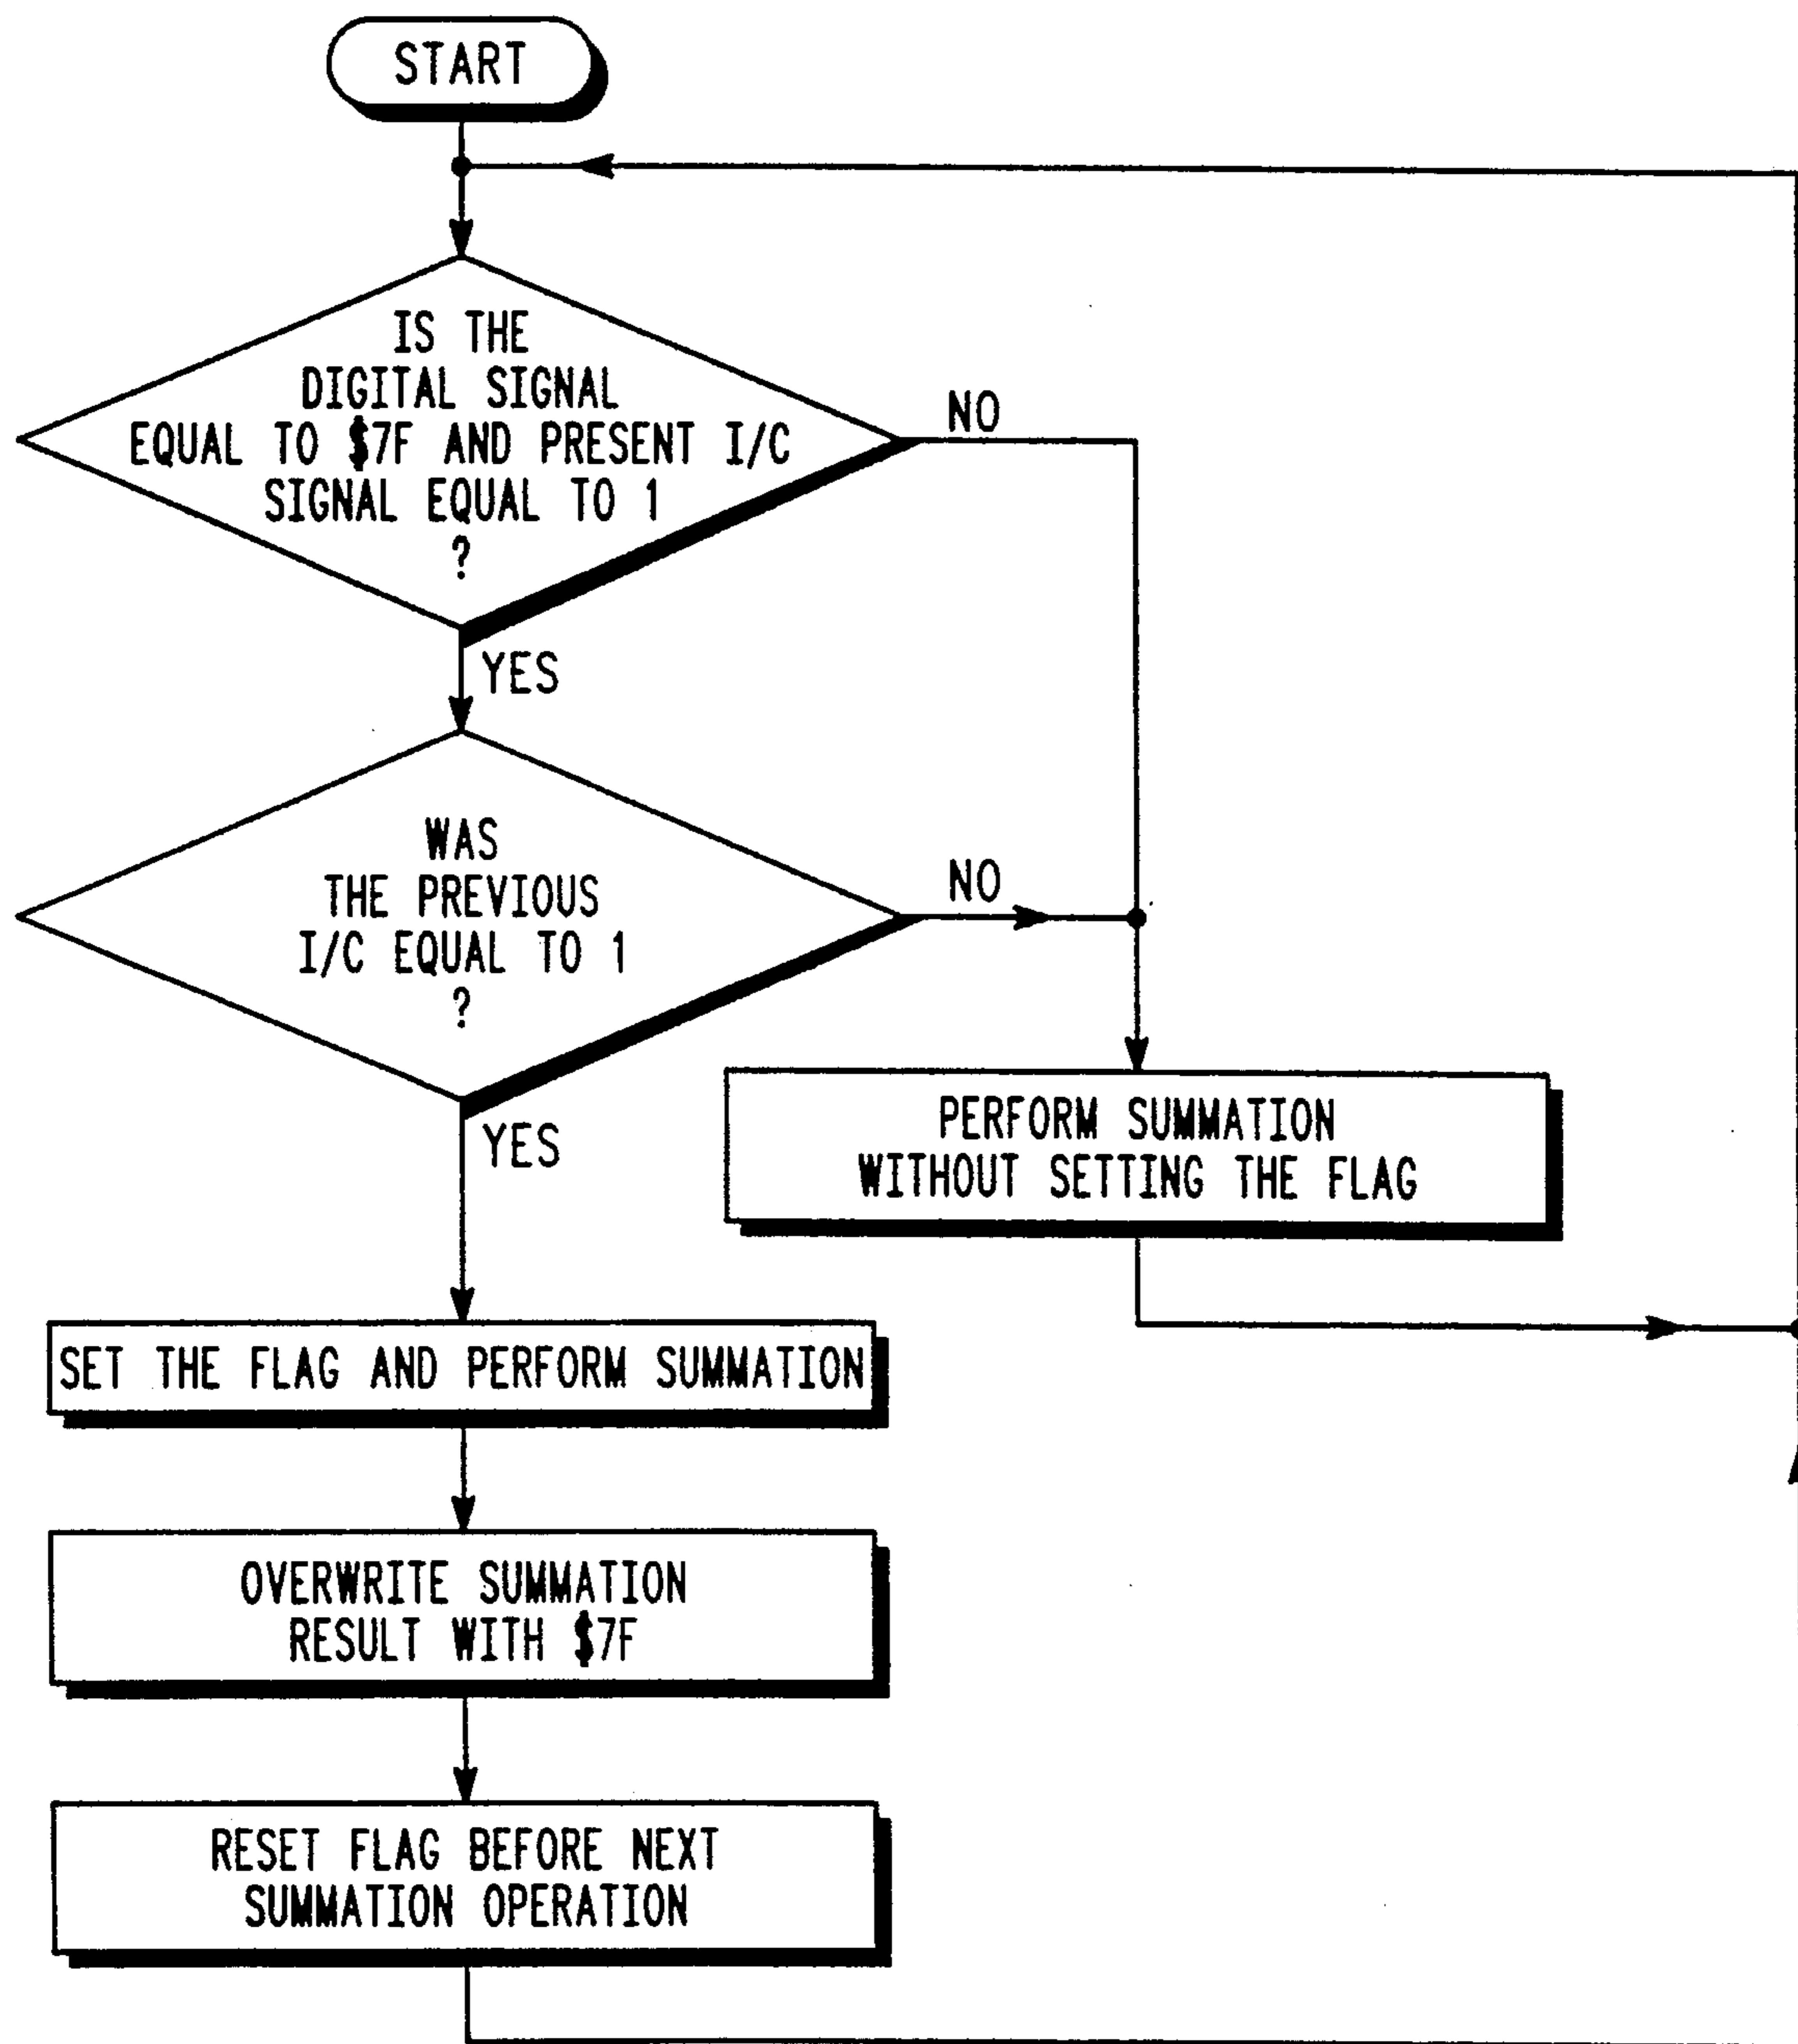 START
IS THE
DIGITAL SIGNAL
EQUAL TO $7F AND PRESENT I/C
SIGNAL EQUAL TO 1
?
NO
YES
WAS
THE PREVIOUS
I/C EQUAL TO 1
?
NO
YES
PERFORM SUMMATION
WITHOUT SETTING THE FLAG
SET THE FLAG AND PERFORM SUMMATION
OVERWRITE SUMMATION
RESULT WITH $7F
RESET FLAG BEFORE NEXT
SUMMATION OPERATION